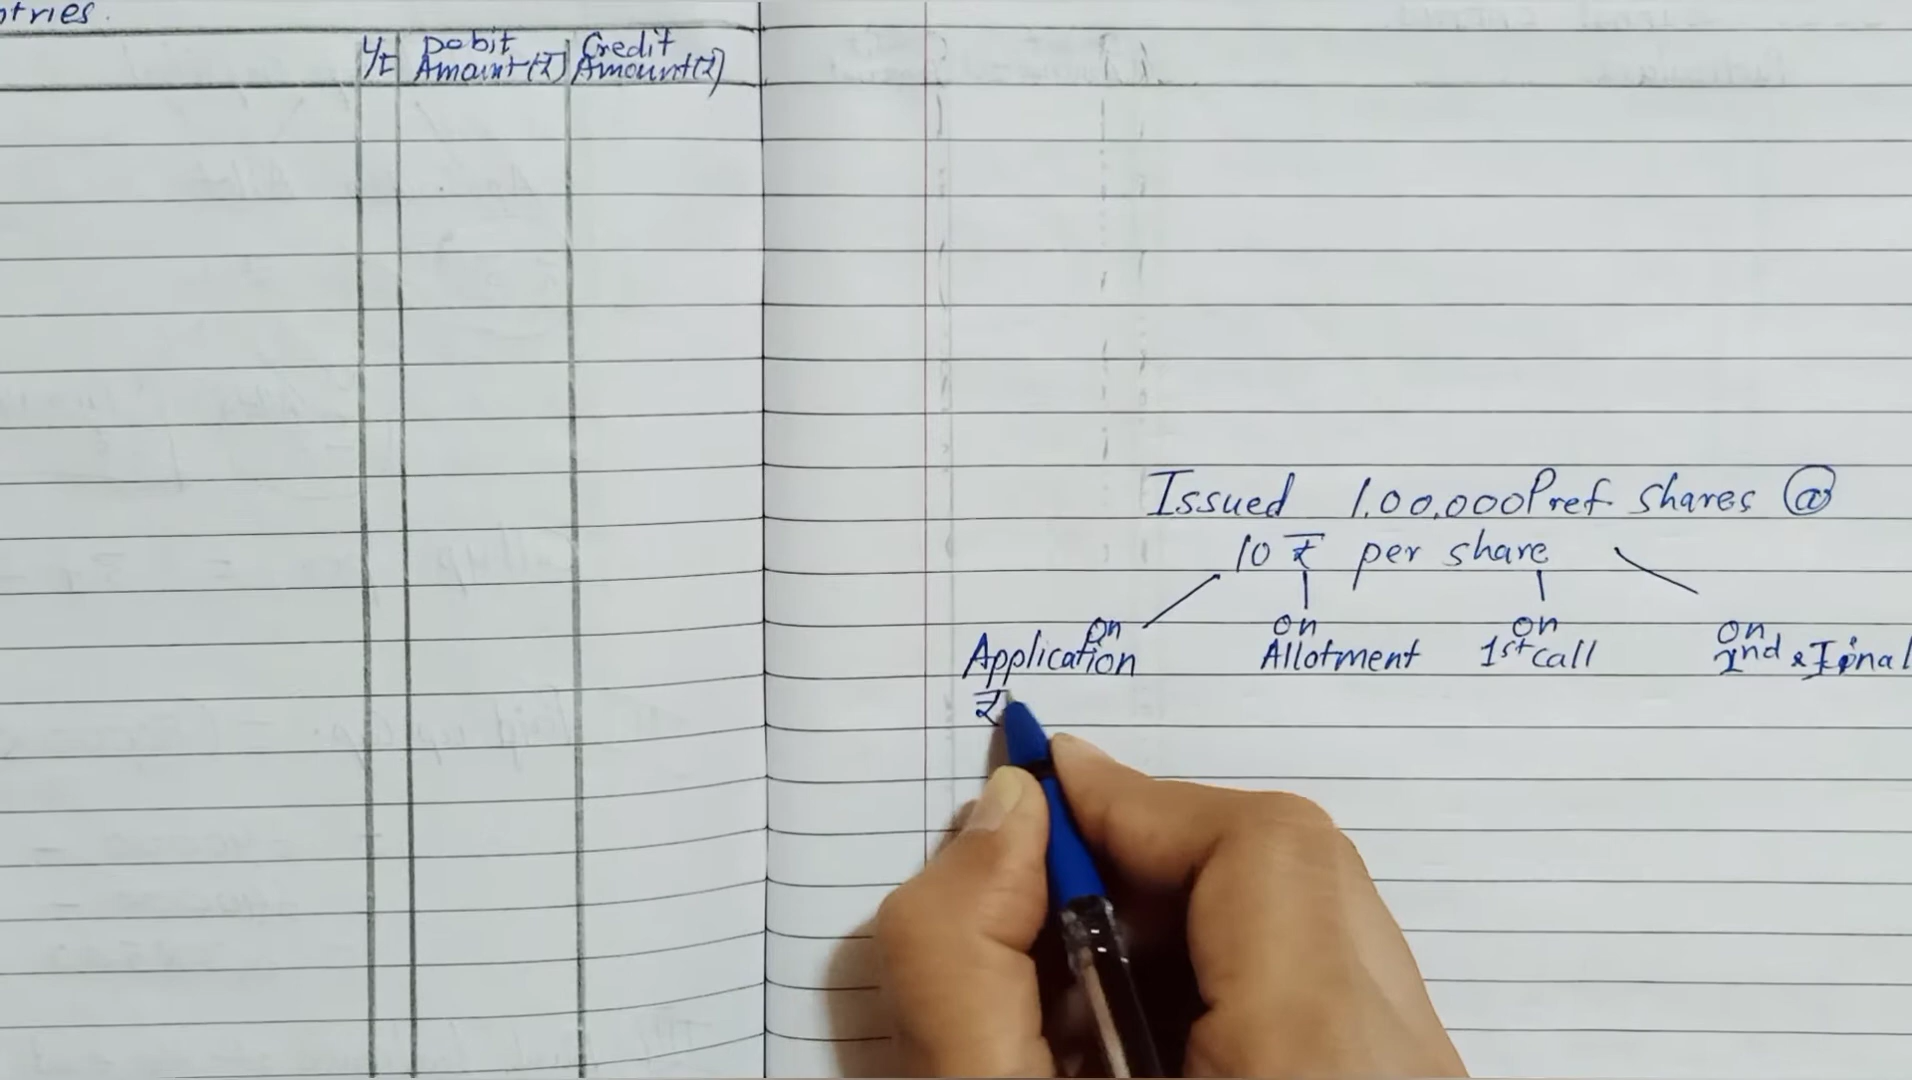 ntries.
Y/t Dabit Credit
Amount(₹) Amount(₹)
Issued 1,00,000 Pref. Shares @
10 ₹ per share
on on on on
Application Allotment 1st call 2nd & Final
₹